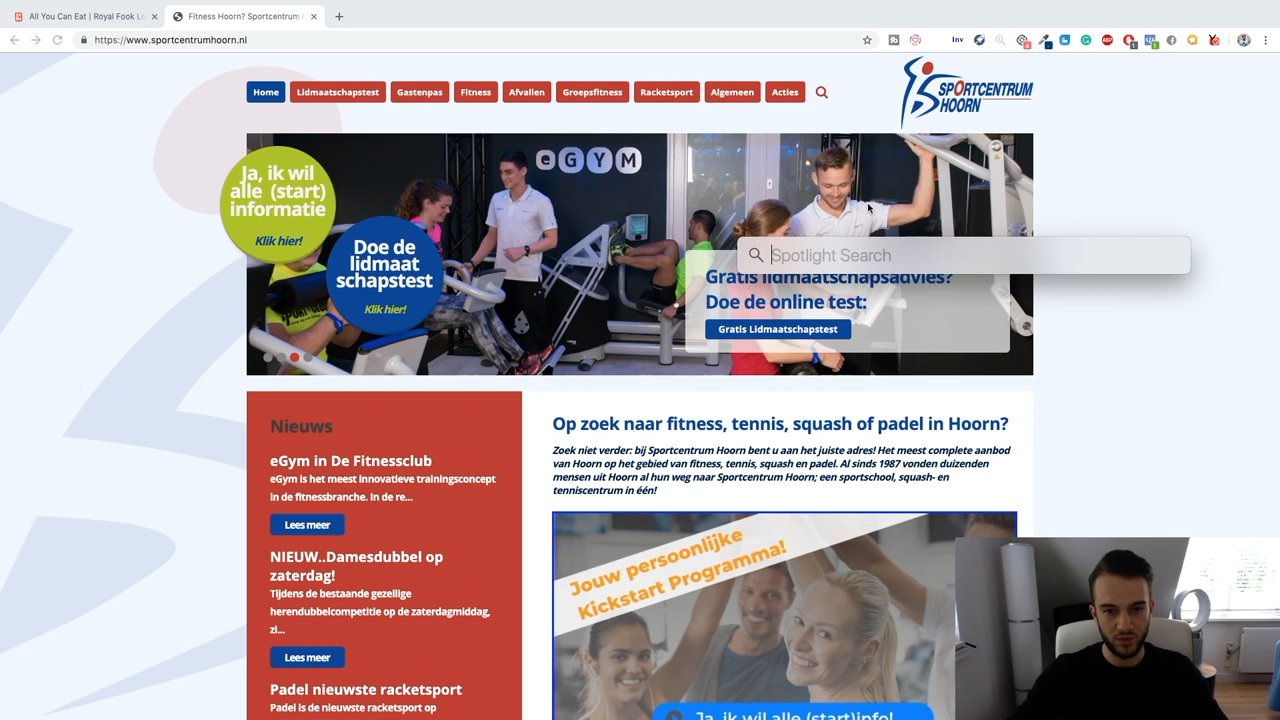 All You Can Eat | Royal Fook Lo
Fitness Hoorn? Sportcentrum
https://www.sportcentrumhoorn.nl
Inv
Home
Lidmaatschapstest
Gastenpas
Fitness
Afvallen
Groepsfitness
Racketsport
Algemeen
Acties
SPORTCENTRUM
HOORN
eGYM
Ja, ik wil
alle (start)
informatie
Klik hier!
Doe de
lidmaat
schapstest
Klik hier!
Spotlight Search
Gratis lidmaatschapsadvies?
Doe de online test:
Gratis Lidmaatschapstest
Nieuws
eGym in De Fitnessclub
eGym is het meest innovatieve trainingsconcept
in de fitnessbranche. In de re...
Lees meer
NIEUW..Damesdubbel op
zaterdag!
Tijdens de bestaande gezellige
herendubbelcompetitie op de zaterdagmiddag,
zi...
Lees meer
Padel nieuwste racketsport
Padel is de nieuwste racketsport op
Op zoek naar fitness, tennis, squash of padel in Hoorn?
Zoek niet verder: bij Sportcentrum Hoorn bent u aan het juiste adres! Het meest complete aanbod
van Hoorn op het gebied van fitness, tennis, squash en padel. Al sinds 1987 vonden duizenden
mensen uit Hoorn al hun weg naar Sportcentrum Hoorn; een sportschool, squash- en
tenniscentrum in één!
Jouw persoonlijke
Kickstart Programma!
Ja, ik wil alle (start)info!